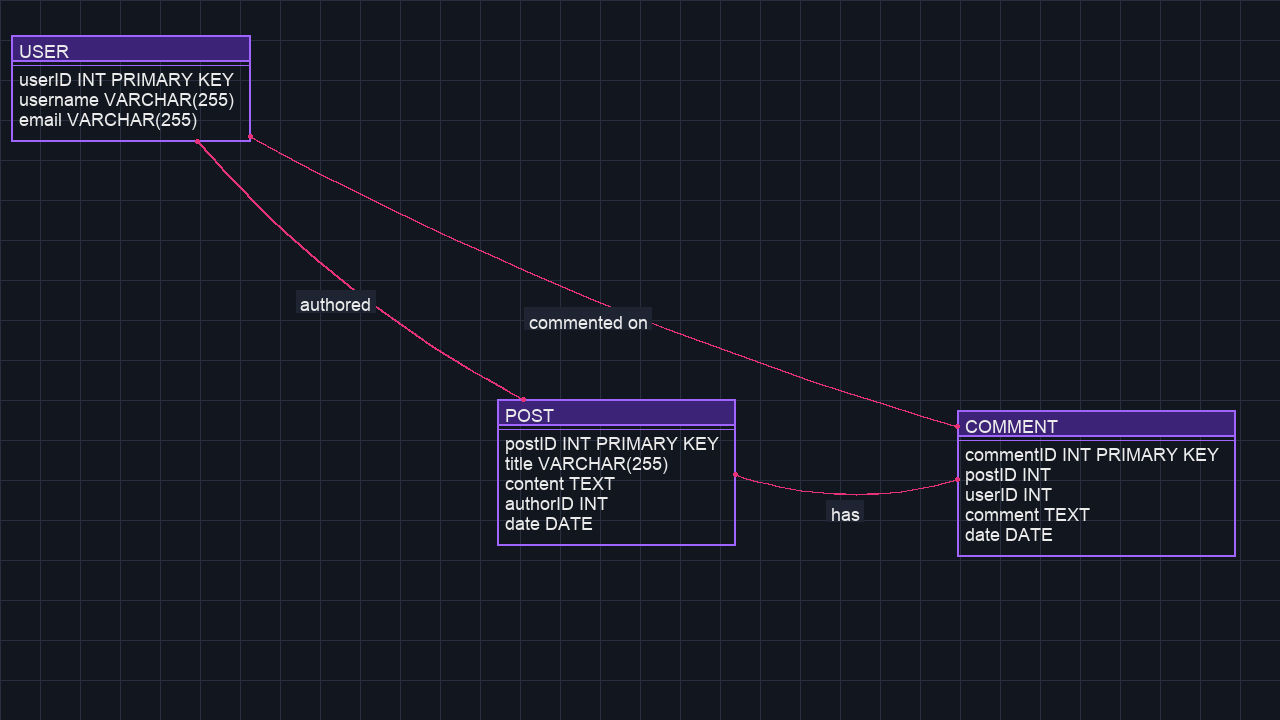 USER
userID INT PRIMARY KEY
username VARCHAR(255)
email VARCHAR(255)
authored
commented on
POST
postID INT PRIMARY KEY
title VARCHAR(255)
content TEXT
authorID INT
date DATE
has
COMMENT
commentID INT PRIMARY KEY
postID INT
userID INT
comment TEXT
date DATE